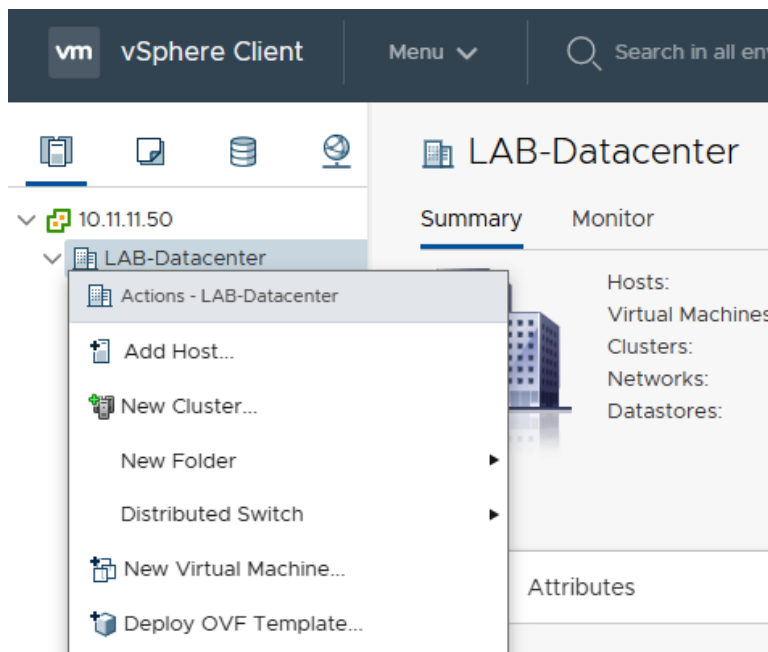 vm vSphere Client Menu Search in all en
LAB-Datacenter
10.11.11.50
LAB-Datacenter
Summary Monitor
Actions - LAB-Datacenter
Add Host...
New Cluster...
New Folder
Distributed Switch
New Virtual Machine...
Deploy OVF Template...
Hosts:
Virtual Machines
Clusters:
Networks:
Datastores:
Attributes